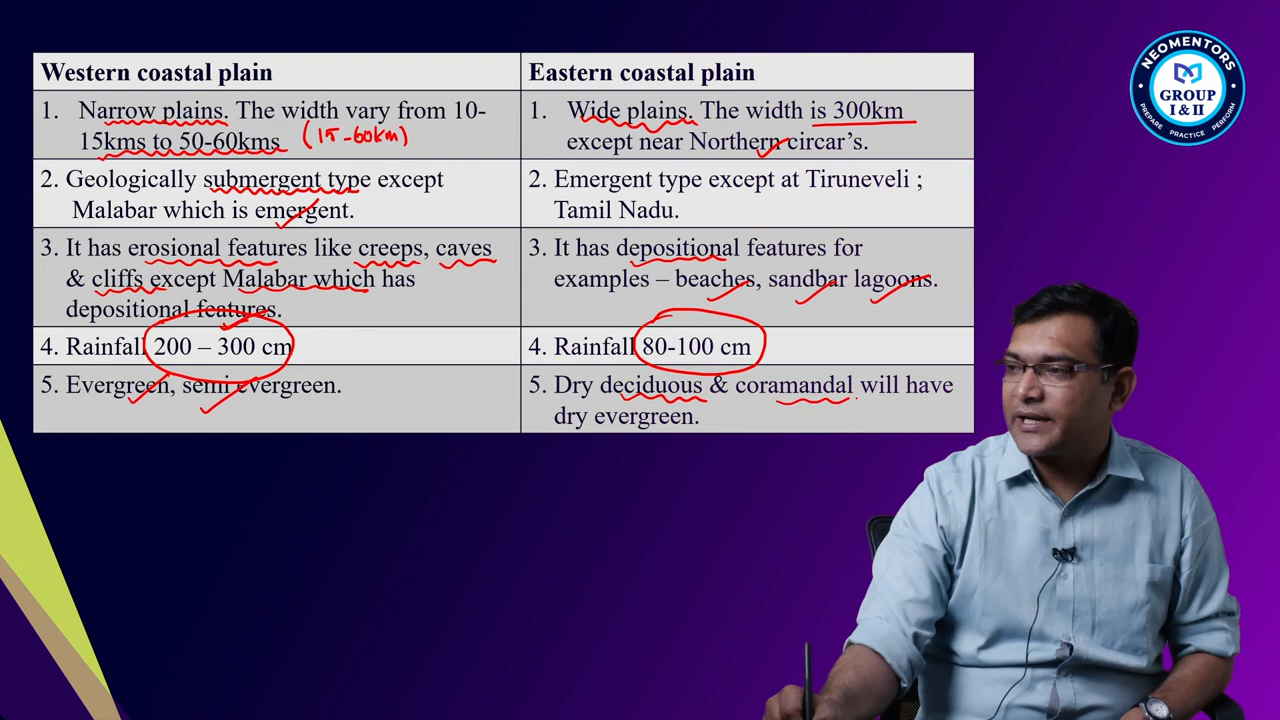 Western coastal plain
Eastern coastal plain
1. Narrow plains. The width vary from 10-
15kms to 50-60kms (15-60km)
1. Wide plains. The width is 300km
except near Northern circar's.
2. Geologically submergent type except
Malabar which is emergent.
2. Emergent type except at Tiruneveli ;
Tamil Nadu.
3. It has erosional features like creeps, caves
& cliffs except Malabar which has
depositional features.
3. It has depositional features for
examples – beaches, sandbar lagoons.
4. Rainfall 200 – 300 cm
4. Rainfall 80-100 cm
5. Evergreen, semi evergreen.
5. Dry deciduous & coramandal will have
dry evergreen.
NEOMENTORS
GROUP
I & II
PREPARE PRACTICE PERFORM